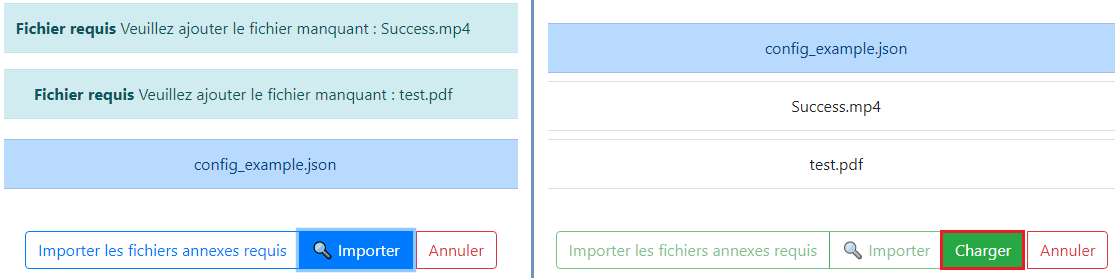 Fichier requis Veuillez ajouter le fichier manquant : Success.mp4
Fichier requis Veuillez ajouter le fichier manquant : test.pdf
config_example.json
Importer les fichiers annexes requis Importer Annuler
config_example.json
Success.mp4
test.pdf
Importer les fichiers annexes requis Importer Charger Annuler